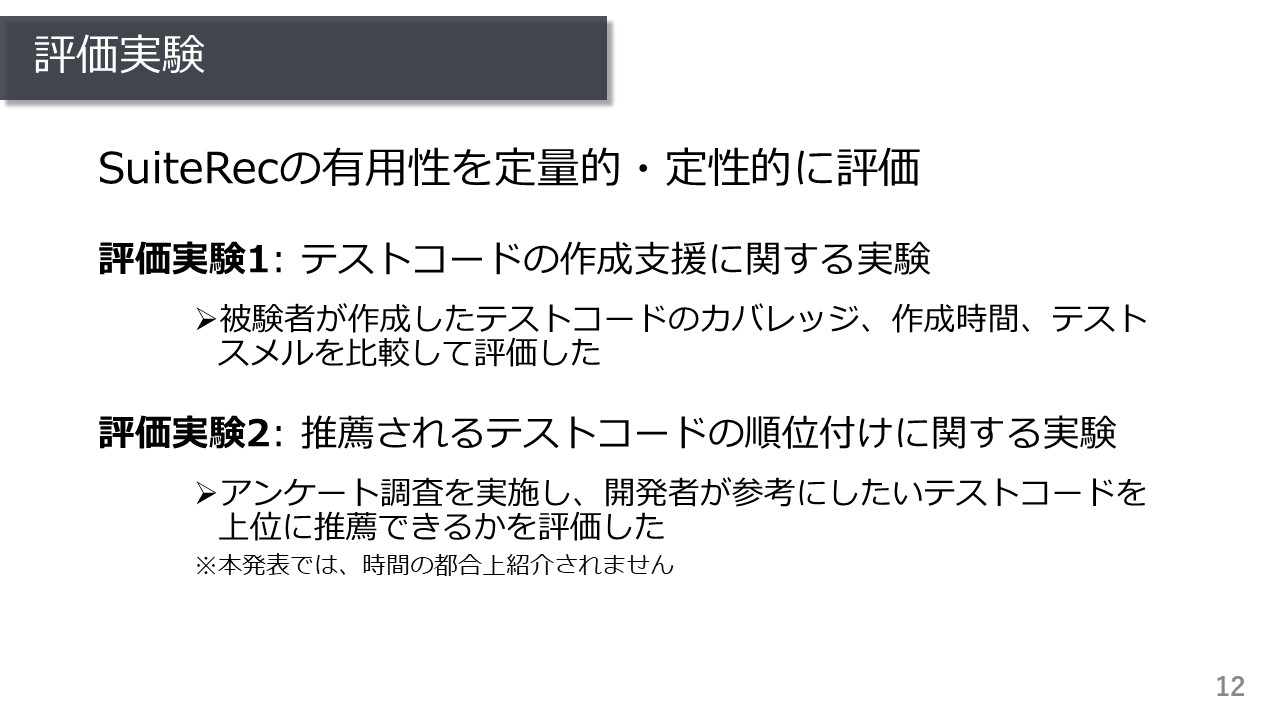 評価実験
SuiteRecの有用性を定量的・定性的に評価
評価実験1: テストコードの作成支援に関する実験
➢被験者が作成したテストコードのカバレッジ、作成時間、テスト
スメルを比較して評価した
評価実験2: 推薦されるテストコードの順位付けに関する実験
➢アンケート調査を実施し、開発者が参考にしたいテストコードを
上位に推薦できるかを評価した
※本発表では、時間の都合上紹介されません
12